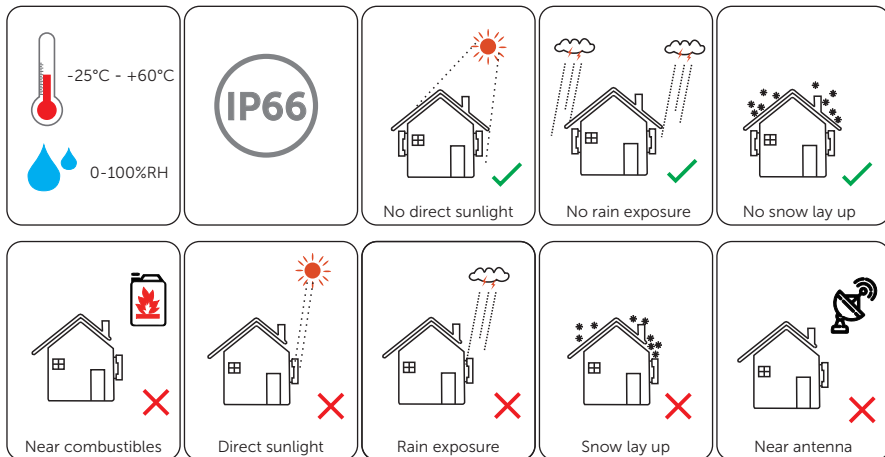 -25°C - +60°C
0-100%RH
IP66
No direct sunlight
No rain exposure
No snow lay up
Near combustibles
Direct sunlight
Rain exposure
Snow lay up
Near antenna